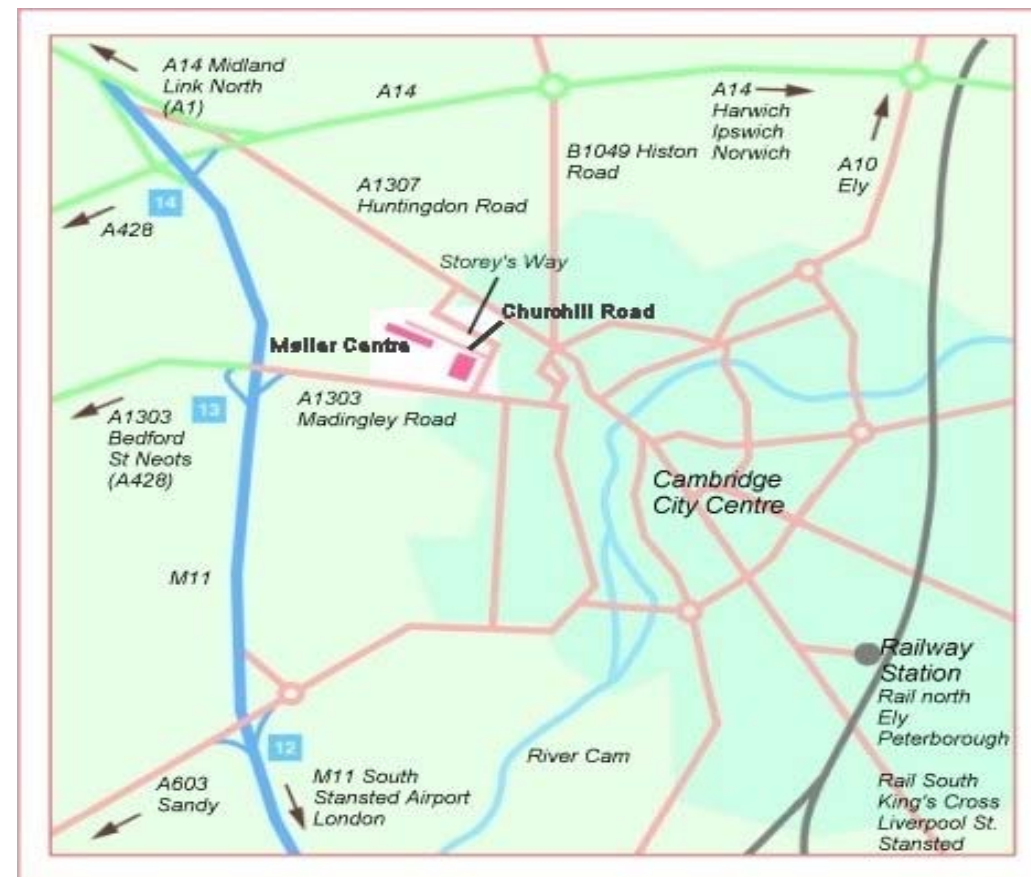 A14 Midland
Link North
(A1)
A14
A14
Harwich
Ipswich
Norwich
B1049 Histon
Road
A10
Ely
A1307
Huntingdon Road
14
A428
Storey's Way
Churchill Road
Møller Centre
A1303
Madingley Road
13
A1303
Bedford
St Neots
(A428)
Cambridge
City Centre
M11
Railway
Station
Rail north
Ely
Peterborough
12
River Cam
M11 South
Stansted Airport
London
A603
Sandy
Rail South
King's Cross
Liverpool St.
Stansted